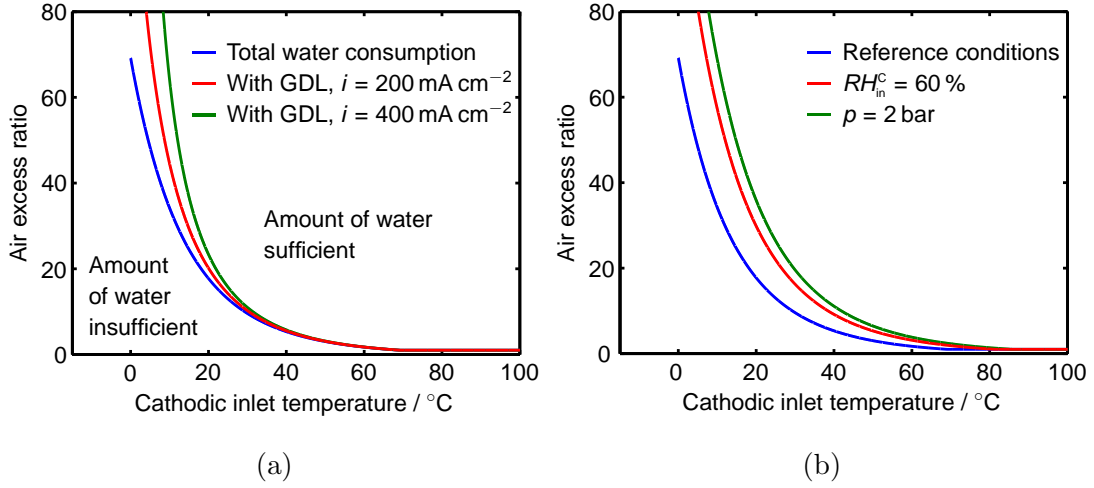 80
60
40
20
0
Air excess ratio
Total water consumption
With GDL, i = 200 mA cm⁻²
With GDL, i = 400 mA cm⁻²
Amount of water
sufficient
Amount
of water
insufficient
0 20 40 60 80 100
Cathodic inlet temperature / °C
(a)
80
60
40
20
0
Air excess ratio
Reference conditions
RH_in^C = 60 %
p = 2 bar
0 20 40 60 80 100
Cathodic inlet temperature / °C
(b)